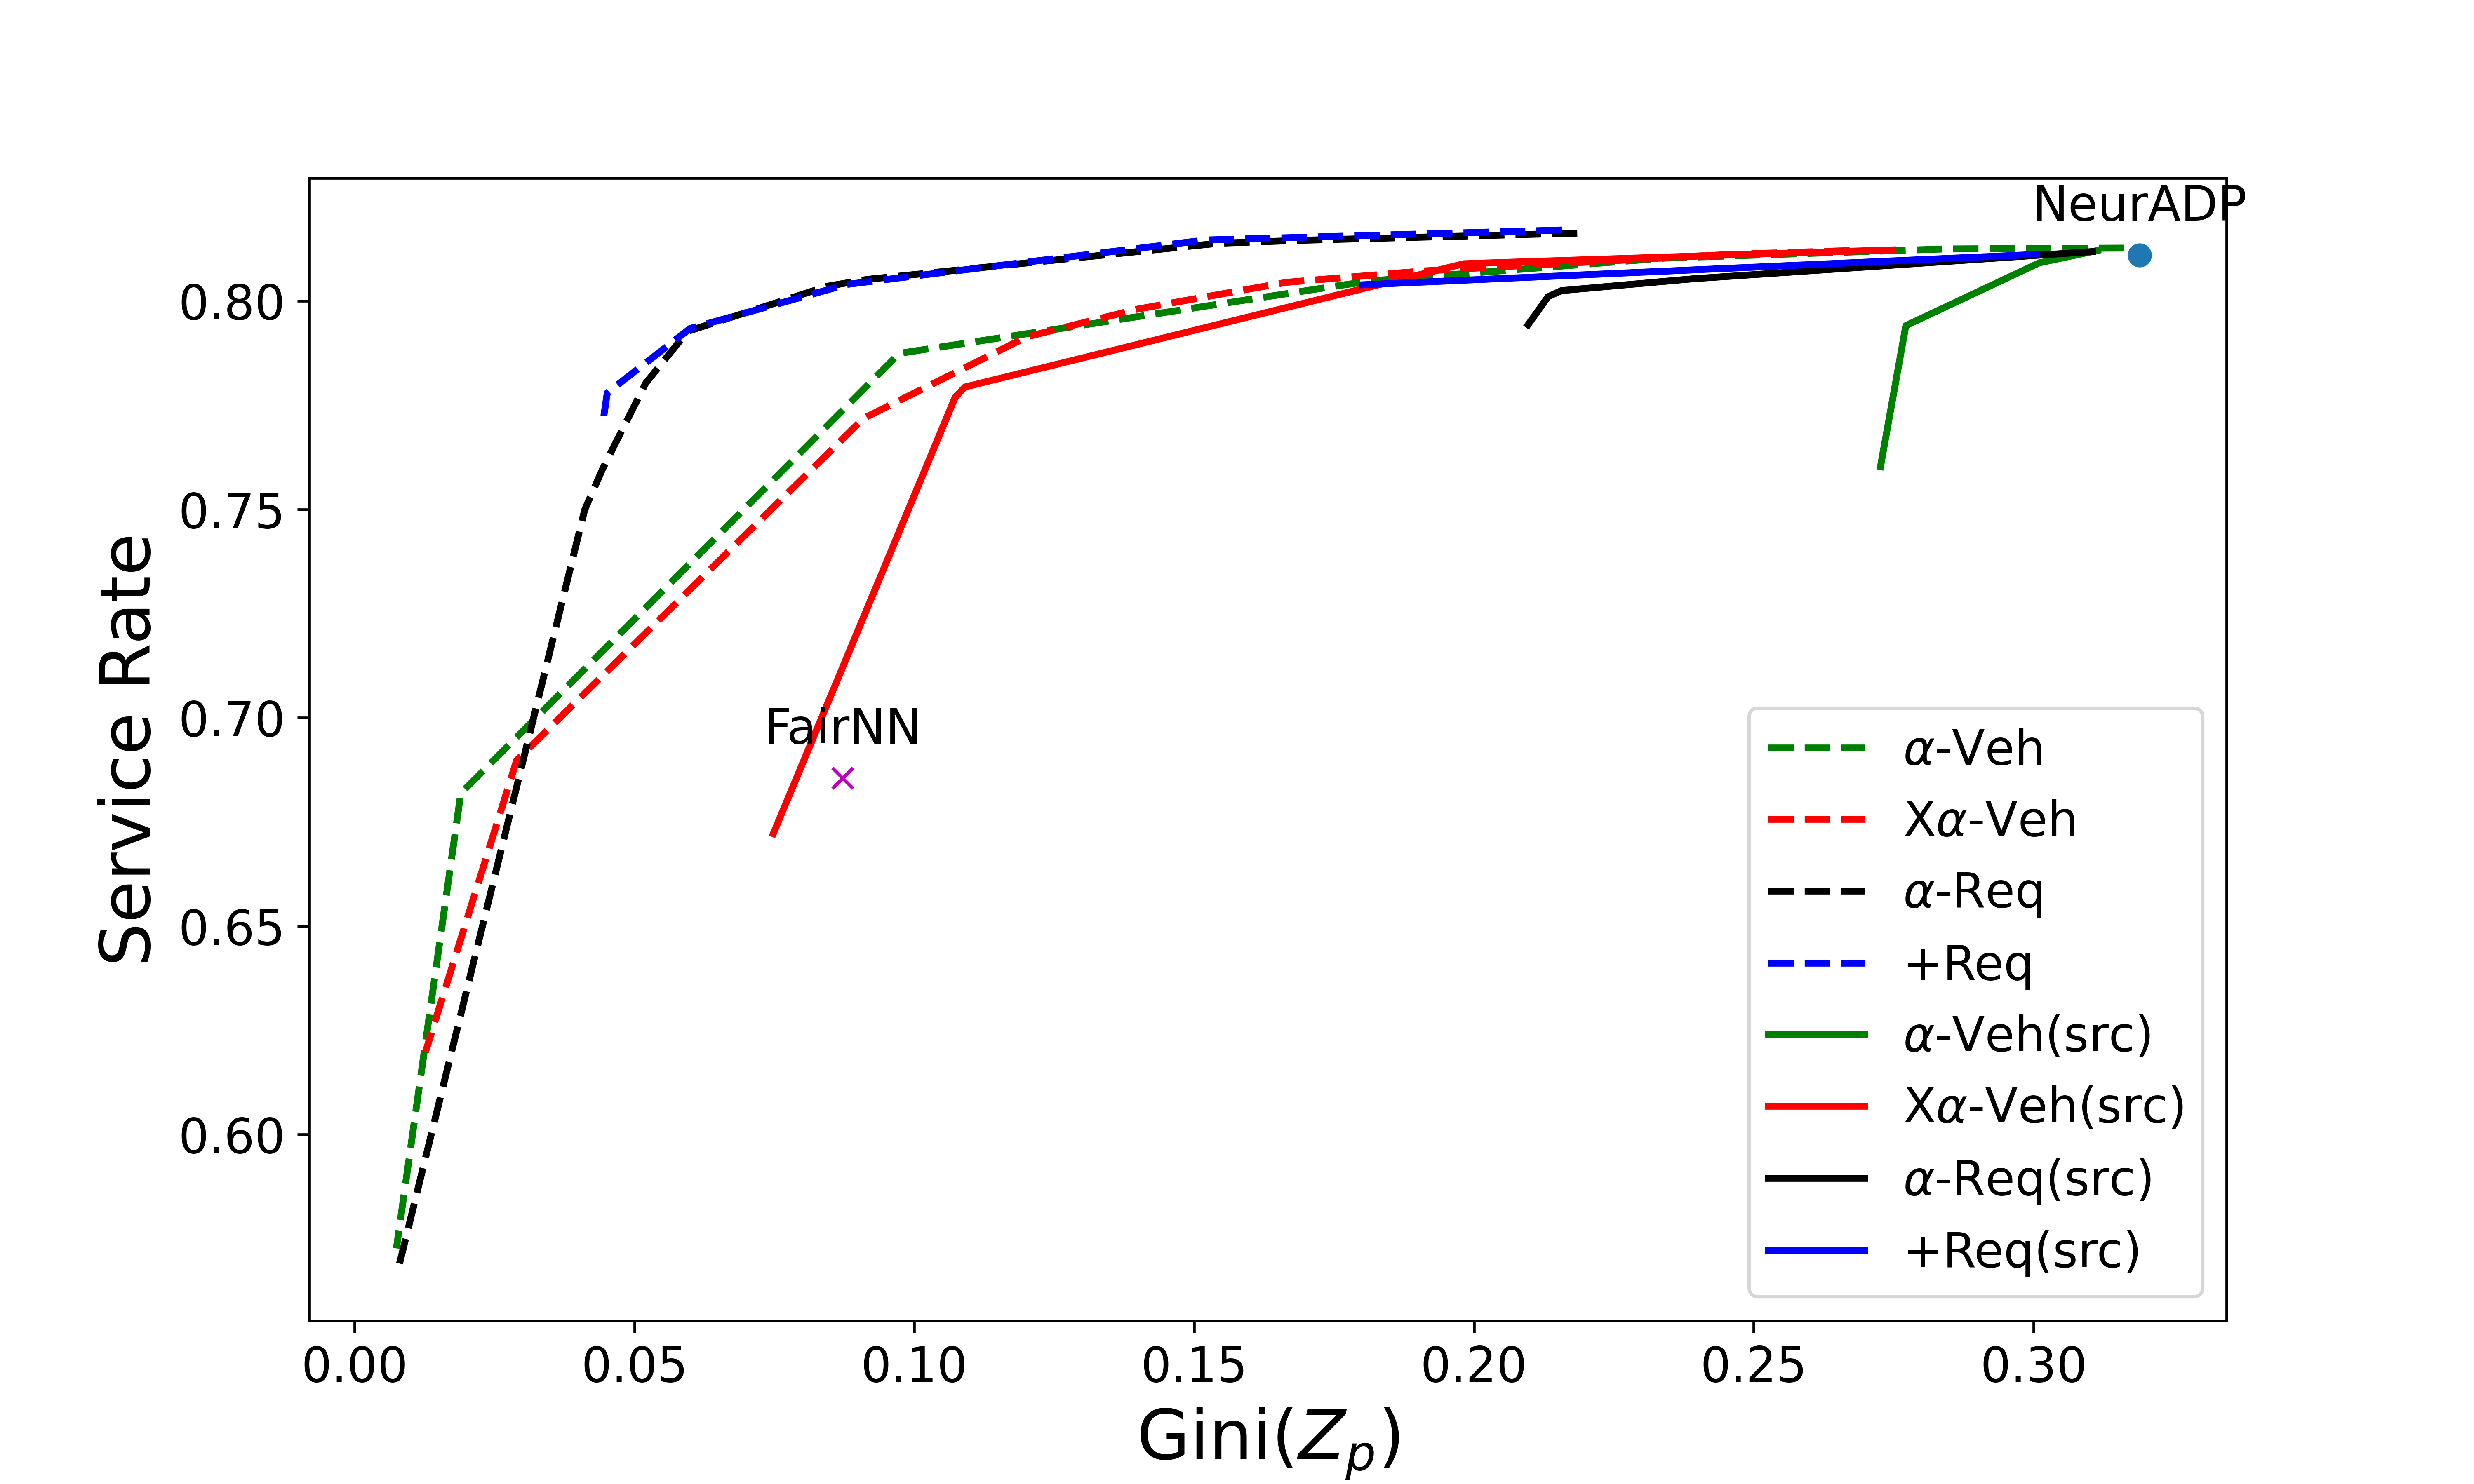 NeurADP
0.80
0.75
0.70
0.65
0.60
Service Rate
FairNN
α-Veh
Xα-Veh
α-Req
+Req
α-Veh(src)
Xα-Veh(src)
α-Req(src)
+Req(src)
0.00 0.05 0.10 0.15 0.20 0.25 0.30
Gini(Zp)